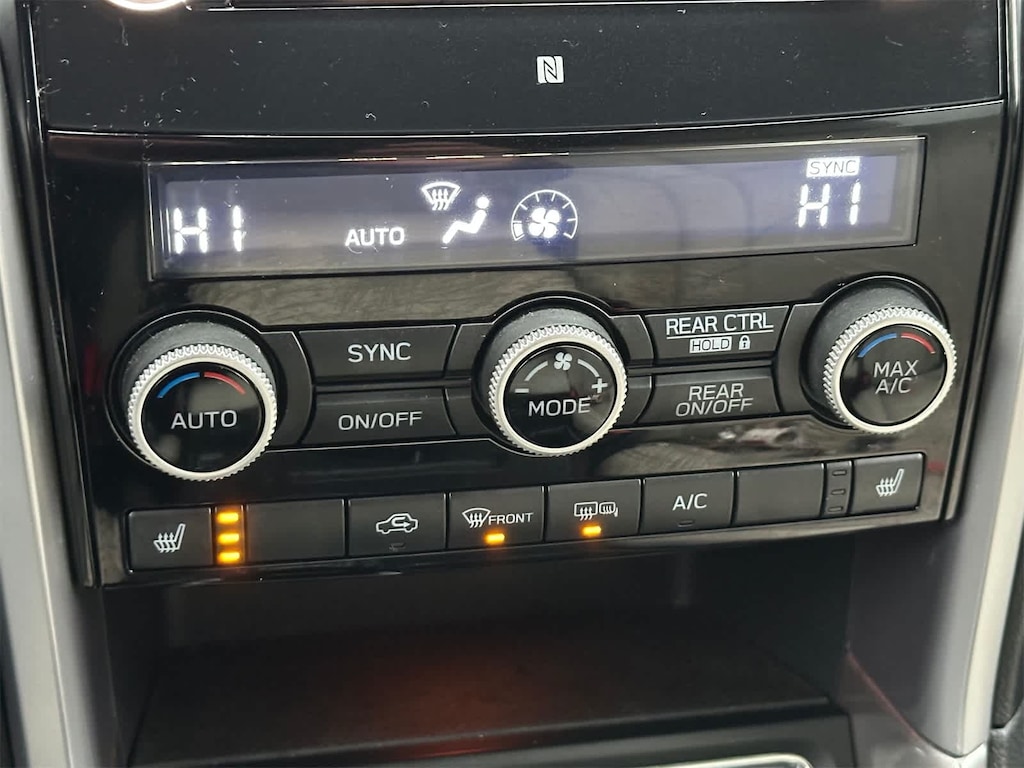 N
SYNC
HI AUTO HI
SYNC
REAR CTRL
HOLD
AUTO
ON/OFF
MODE
REAR
ON/OFF
MAX
A/C
FRONT
A/C